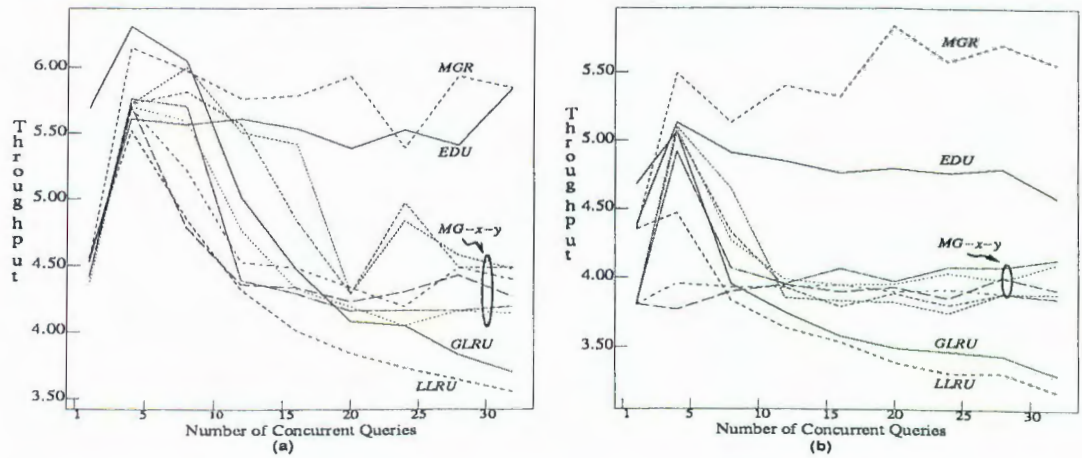 6.00
5.50
5.00
4.50
4.00
3.50
Throughput
MGR
EDU
MG-x-y
GLRU
LLRU
1
5
10
15
20
25
30
Number of Concurrent Queries
(a)
5.50
5.00
4.50
4.00
3.50
Throughput
MGR
EDU
MG-x-y
GLRU
LLRU
1
5
10
15
20
25
30
Number of Concurrent Queries
(b)